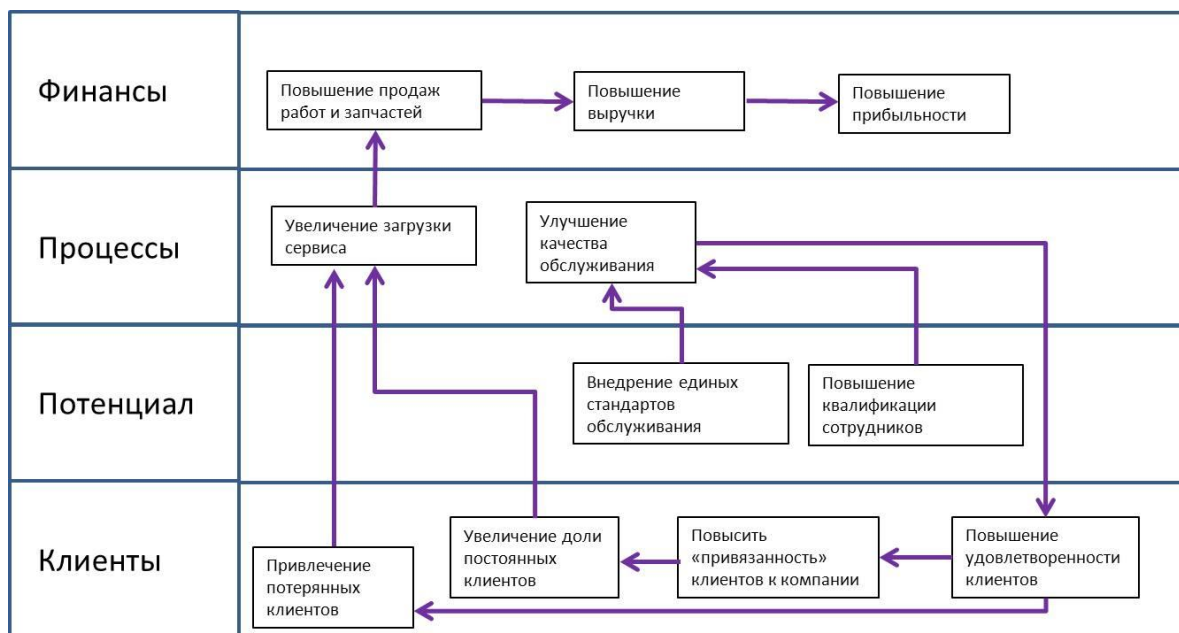 Финансы
Повышение продаж
работ и запчастей
Повышение
выручки
Повышение
прибыльности
Процессы
Увеличение загрузки
сервиса
Улучшение
качества
обслуживания
Потенциал
Внедрение единых
стандартов
обслуживания
Повышение
квалификации
сотрудников
Клиенты
Привлечение
потерянных
клиентов
Увеличение доли
постоянных
клиентов
Повысить
«привязанность»
клиентов к компании
Повышение
удовлетворенности
клиентов